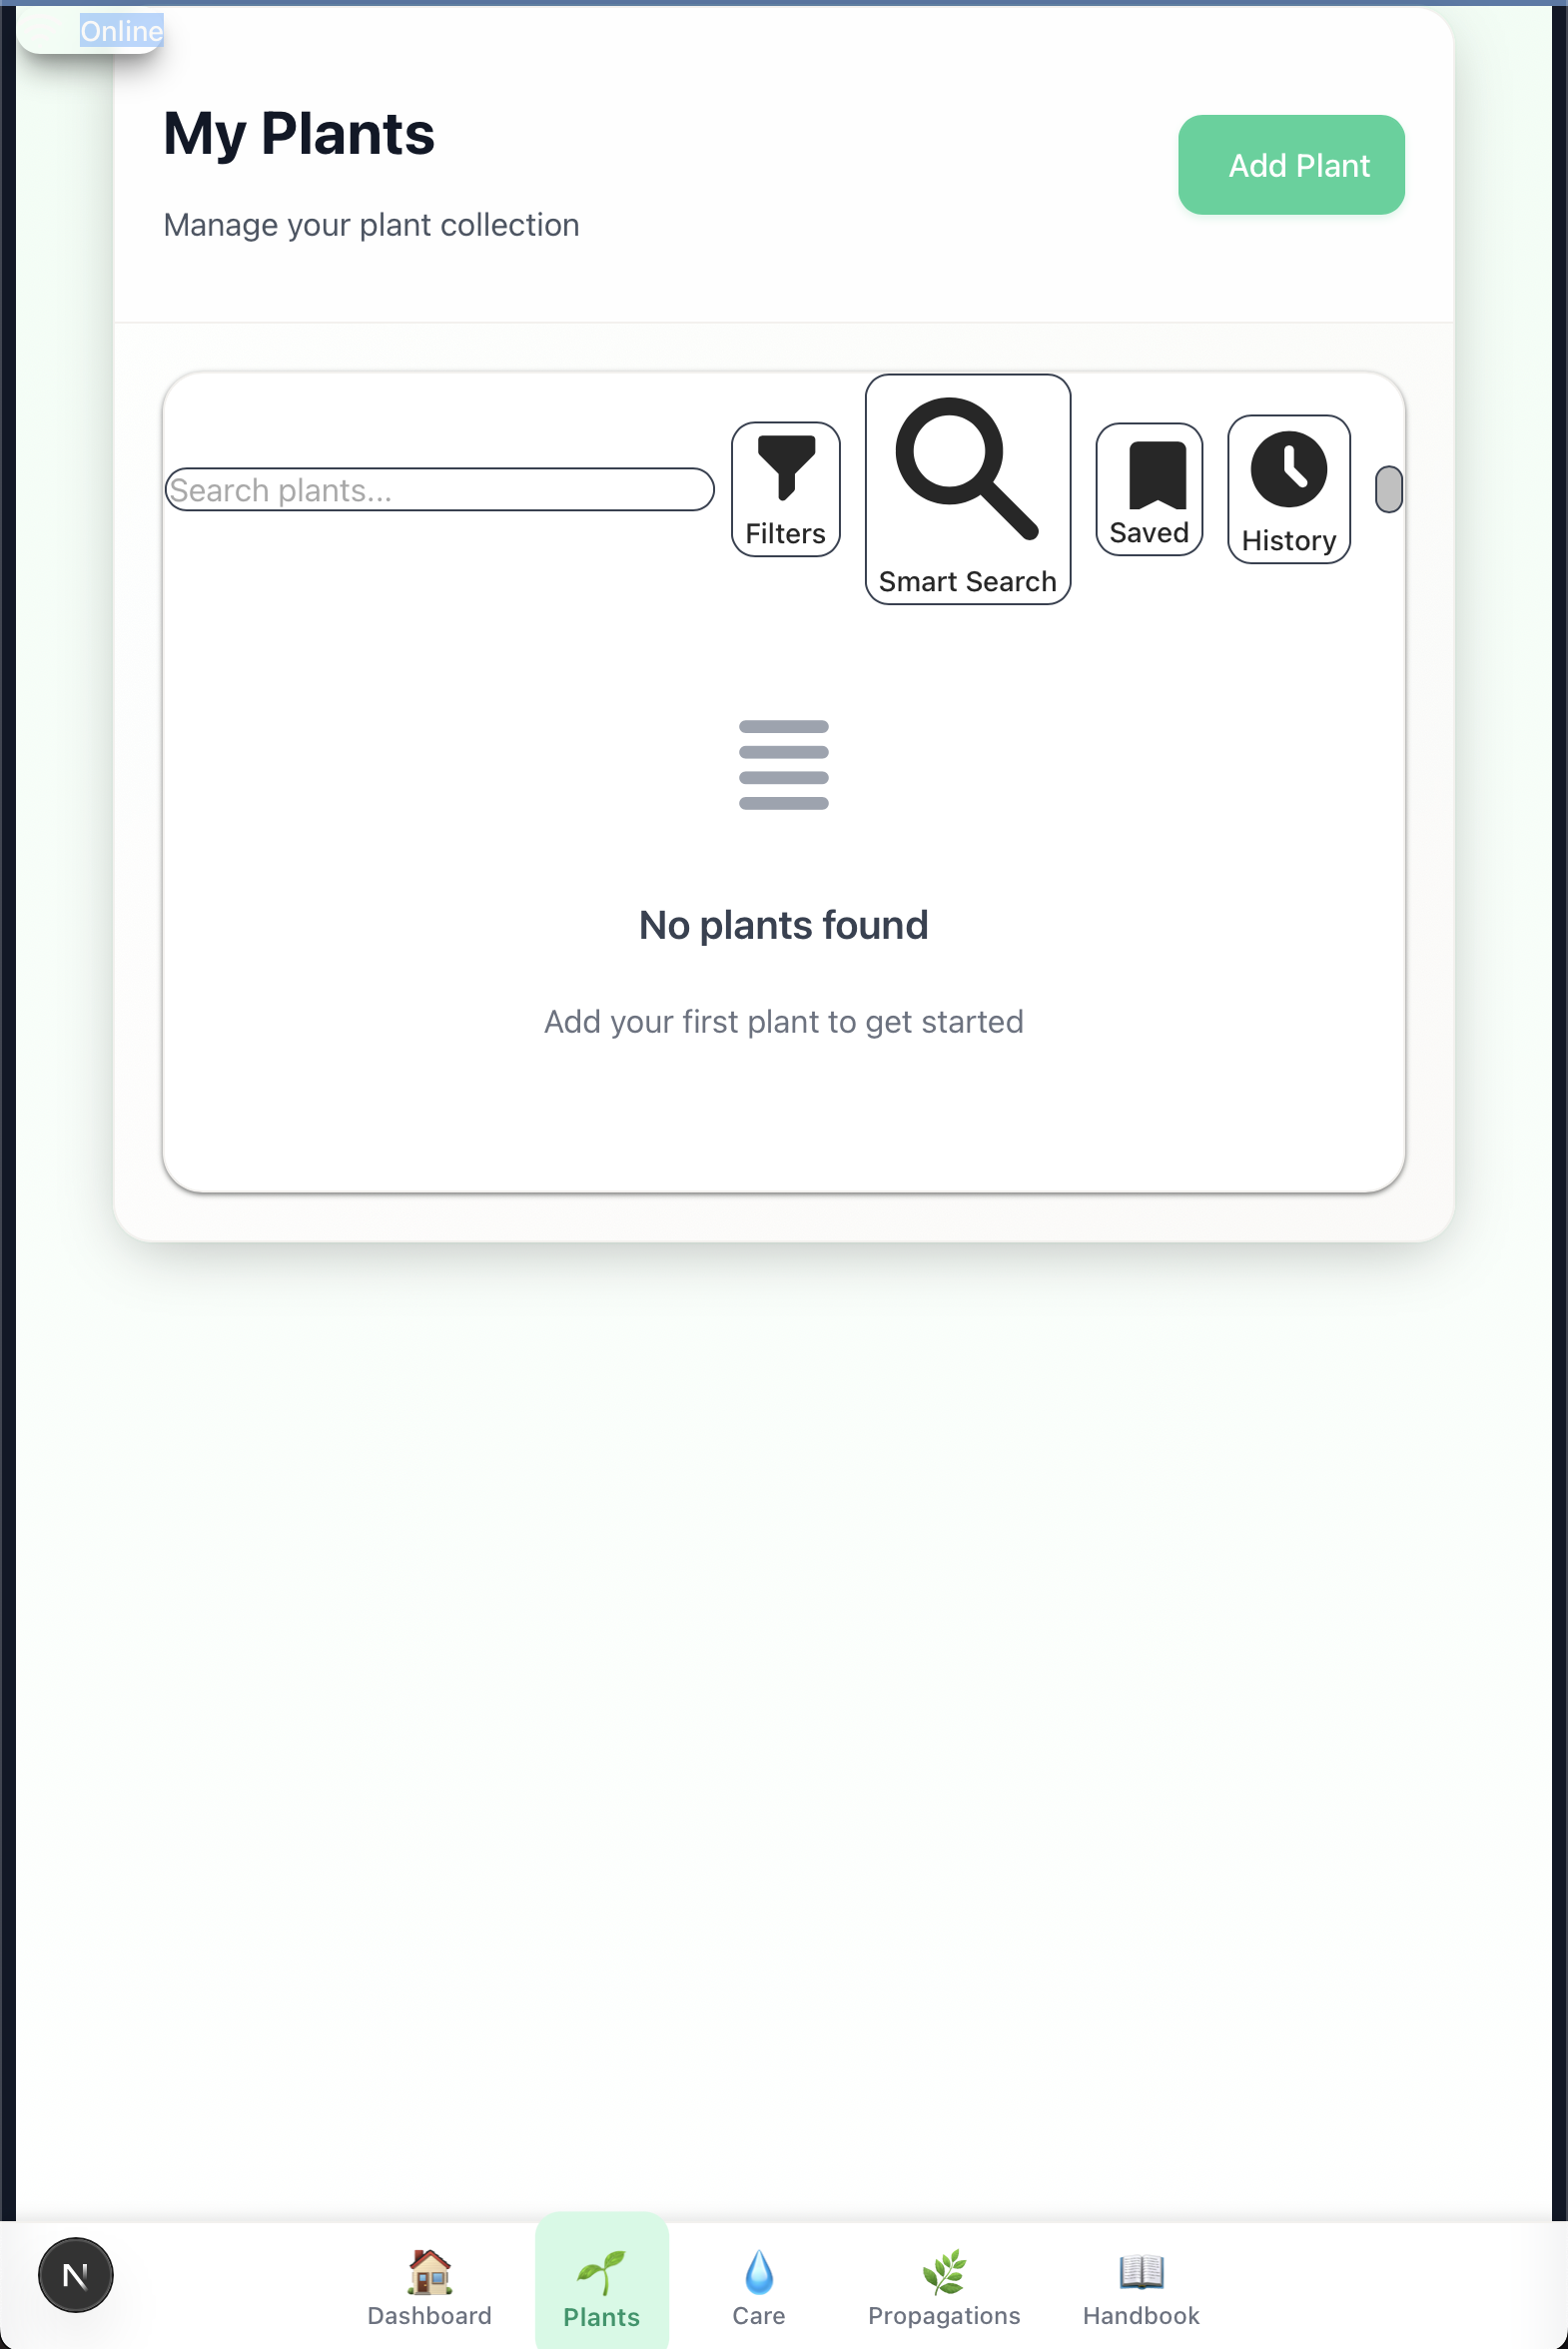 Online
My Plants
Add Plant
Manage your plant collection
Search plants...
Filters
Smart Search
Saved
History
No plants found
Add your first plant to get started
N
Dashboard
Plants
Care
Propagations
Handbook